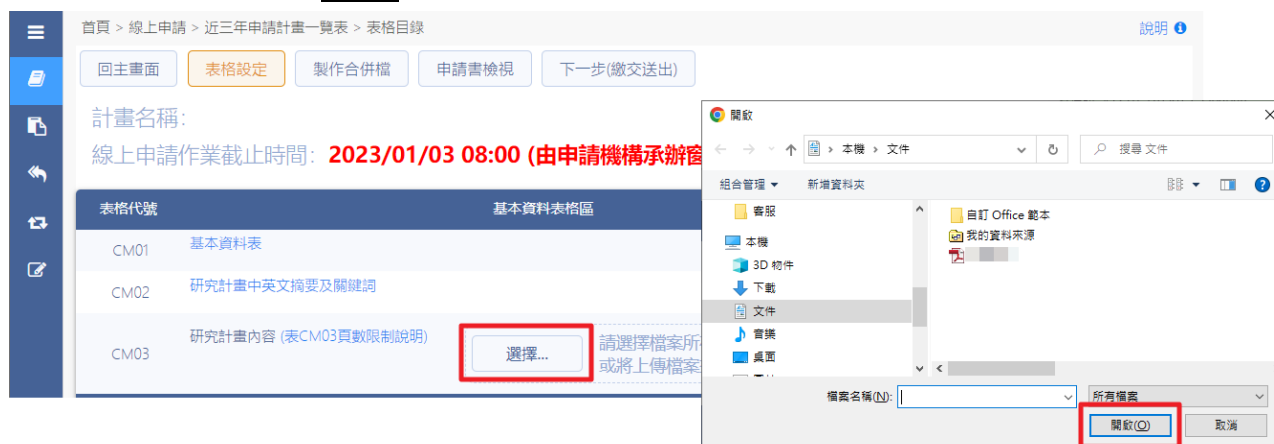 首頁 > 線上申請 > 近三年申請計畫一覽表 > 表格目錄
說明
回主畫面
表格設定
製作合併檔
申請書檢視
下一步(繳交送出)
計畫名稱:
線上申請作業截止時間: 2023/01/03 08:00 (由申請機構承辦窗
表格代號
基本資料表格區
CM01
基本資料表
CM02
研究計畫中英文摘要及關鍵詞
CM03
研究計畫內容 (表CM03頁數限制說明)
選擇...
請選擇檔案所
或將上傳檔案
開啟
本機 › 文件
搜尋 文件
組合管理
新增資料夾
客服
本機
3D 物件
下載
文件
音樂
桌面
自訂 Office 範本
我的資料來源
檔案名稱(N):
所有檔案
開啟(O)
取消